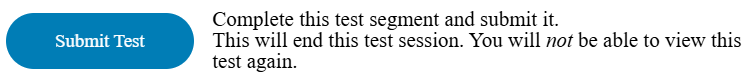 Submit Test
Complete this test segment and submit it.
This will end this test session. You will not be able to view this
test again.